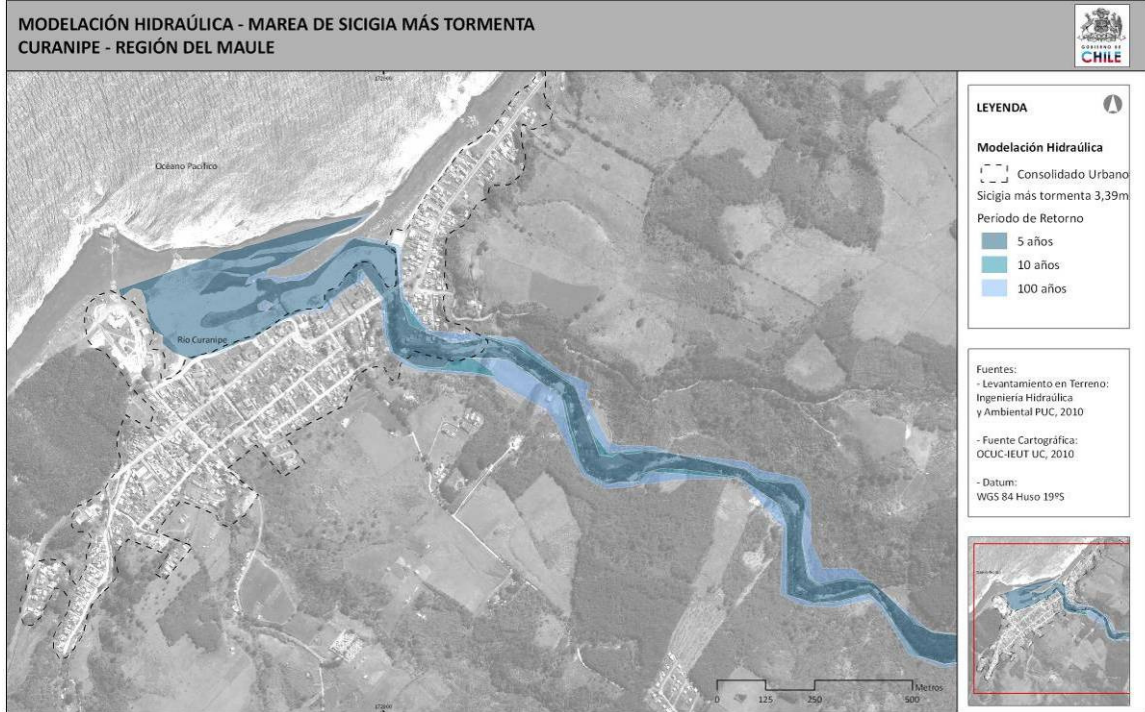 MODELACIÓN HIDRAÚLICA - MAREA DE SICIGIA MÁS TORMENTA
CURANIPE - REGIÓN DEL MAULE
GOBIERNO DE
CHILE
Océano Pacífico
Río Curanipe
LEYENDA
Modelación Hidraúlica
Consolidado Urbano
Sicigia más tormenta 3,39m
Periodo de Retorno
5 años
10 años
100 años
Fuentes:
- Levantamiento en Terreno:
Ingeniería Hidraúlica
y Ambiental PUC, 2010
- Fuente Cartográfica:
OCUC-IEUT UC, 2010
- Datum:
WGS 84 Huso 19ºS
Metros
0 125 250 500